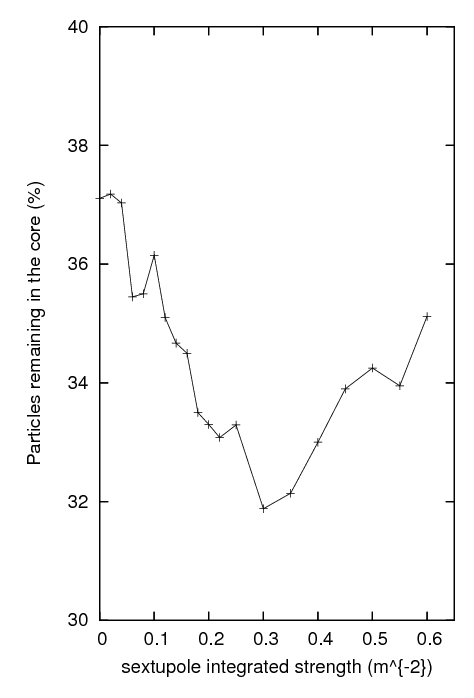 40
38
36
34
32
30
Particles remaining in the core (%)
0 0.1 0.2 0.3 0.4 0.5 0.6
sextupole integrated strength (m^{-2})